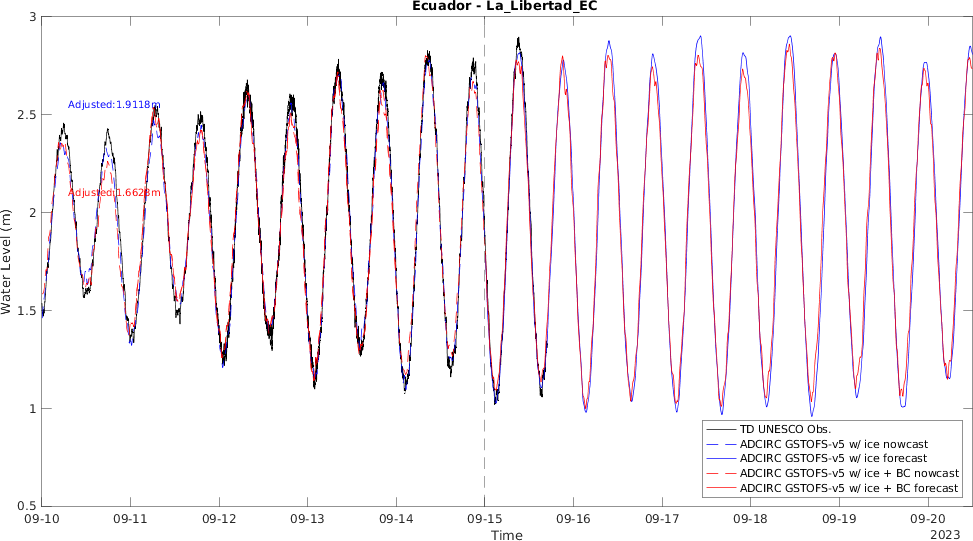 Ecuador - La_Libertad_EC
3
2.5
2
1.5
1
0.5
Water Level (m)
Adjusted:1.9118m
Adjusted:1.6628m
TD UNESCO Obs.
ADCIRC GSTOFS-v5 w/ ice nowcast
ADCIRC GSTOFS-v5 w/ ice forecast
ADCIRC GSTOFS-v5 w/ ice + BC nowcast
ADCIRC GSTOFS-v5 w/ ice + BC forecast
09-10 09-11 09-12 09-13 09-14 09-15 09-16 09-17 09-18 09-19 09-20
Time
2023